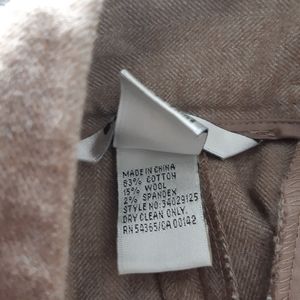 MADE IN CHINA
83% COTTON
15% WOOL
2% SPANDEX
STYLE NO: 34029125
DRY CLEAN ONLY
RN 54365/CA 00142